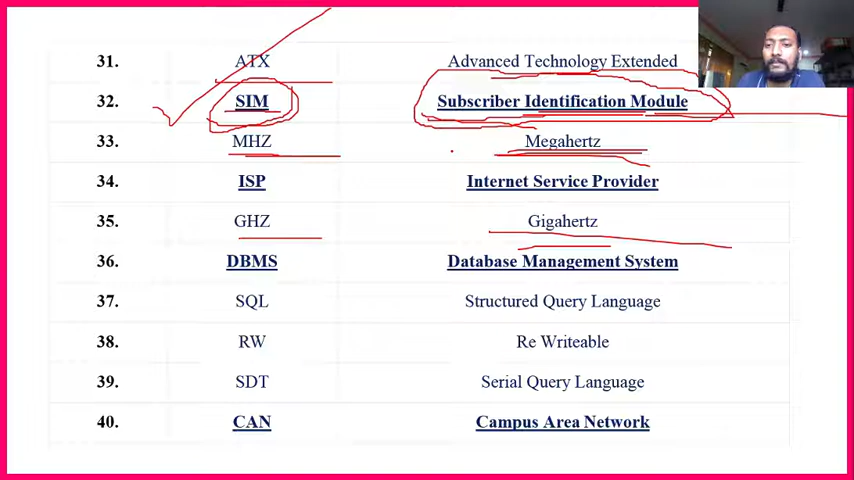 31. ATX Advanced Technology Extended
32. SIM Subscriber Identification Module
33. MHZ Megahertz
34. ISP Internet Service Provider
35. GHZ Gigahertz
36. DBMS Database Management System
37. SQL Structured Query Language
38. RW Re Writeable
39. SDT Serial Query Language
40. CAN Campus Area Network